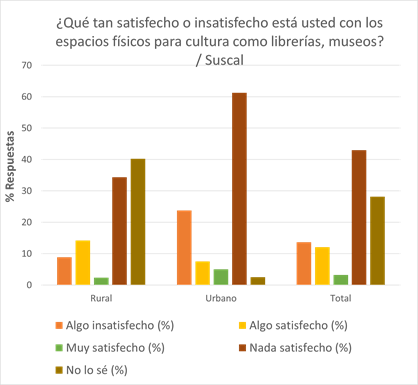 ¿Qué tan satisfecho o insatisfecho está usted con los
espacios físicos para cultura como librerías, museos?
/ Suscal
% Respuestas
70
60
50
40
30
20
10
0
Rural Urbano Total
Algo insatisfecho (%) Algo satisfecho (%)
Muy satisfecho (%) Nada satisfecho (%)
No lo sé (%)